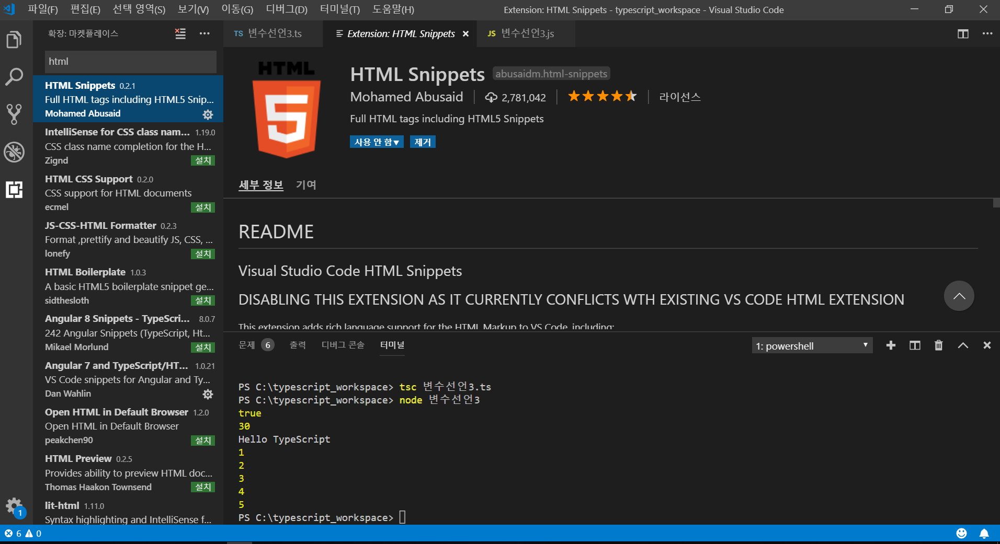 파일(F) 편집(E) 선택 영역(S) 보기(V) 이동(G) 디버그(D) 터미널(T) 도움말(H) Extension: HTML Snippets - typescript_workspace - Visual Studio Code
확장: 마켓플레이스
html
HTML Snippets 0.2.1
Full HTML tags including HTML5 Snip...
Mohamed Abusaid
IntelliSense for CSS class nam... 1.19.0
CSS class name completion for the H...
Zignd 설치
HTML CSS Support 0.2.0
CSS support for HTML documents
ecmel 설치
JS-CSS-HTML Formatter 0.2.3
Format ,prettify and beautify JS, CSS, ...
lonefy 설치
HTML Boilerplate 1.0.3
A basic HTML5 boilerplate snippet ge...
sidthesloth 설치
Angular 8 Snippets - TypeScri... 8.0.7
242 Angular Snippets (TypeScript, Ht...
Mikael Morlund 설치
Angular 7 and TypeScript/HT... 1.0.21
VS Code snippets for Angular and Ty...
Dan Wahlin
Open HTML in Default Browser 1.2.0
Open HTML in Default Browser
peakchen90 설치
HTML Preview 0.2.5
Provides ability to preview HTML doc...
Thomas Haakon Townsend 설치
lit-html 1.11.0
Syntax highlighting and IntelliSense f...
1
TS 변수선언3.ts Extension: HTML Snippets JS 변수선언3.js
HTML
5
HTML Snippets abusaidm.html-snippets
Mohamed Abusaid 2,781,042 라이선스
Full HTML tags including HTML5 Snippets
사용 안 함▼ 제거
세부 정보 기여
README
Visual Studio Code HTML Snippets
DISABLING THIS EXTENSION AS IT CURRENTLY CONFLICTS WTH EXISTING VS CODE HTML EXTENSION
This extension adds rich language support for the HTML Markup to VS Code, including:
문제 6 출력 디버그 콘솔 터미널 1: powershell
PS C:\typescript_workspace> tsc 변수선언3.ts
PS C:\typescript_workspace> node 변수선언3
true
30
Hello TypeScript
1
2
3
4
5
PS C:\typescript_workspace>
6 0